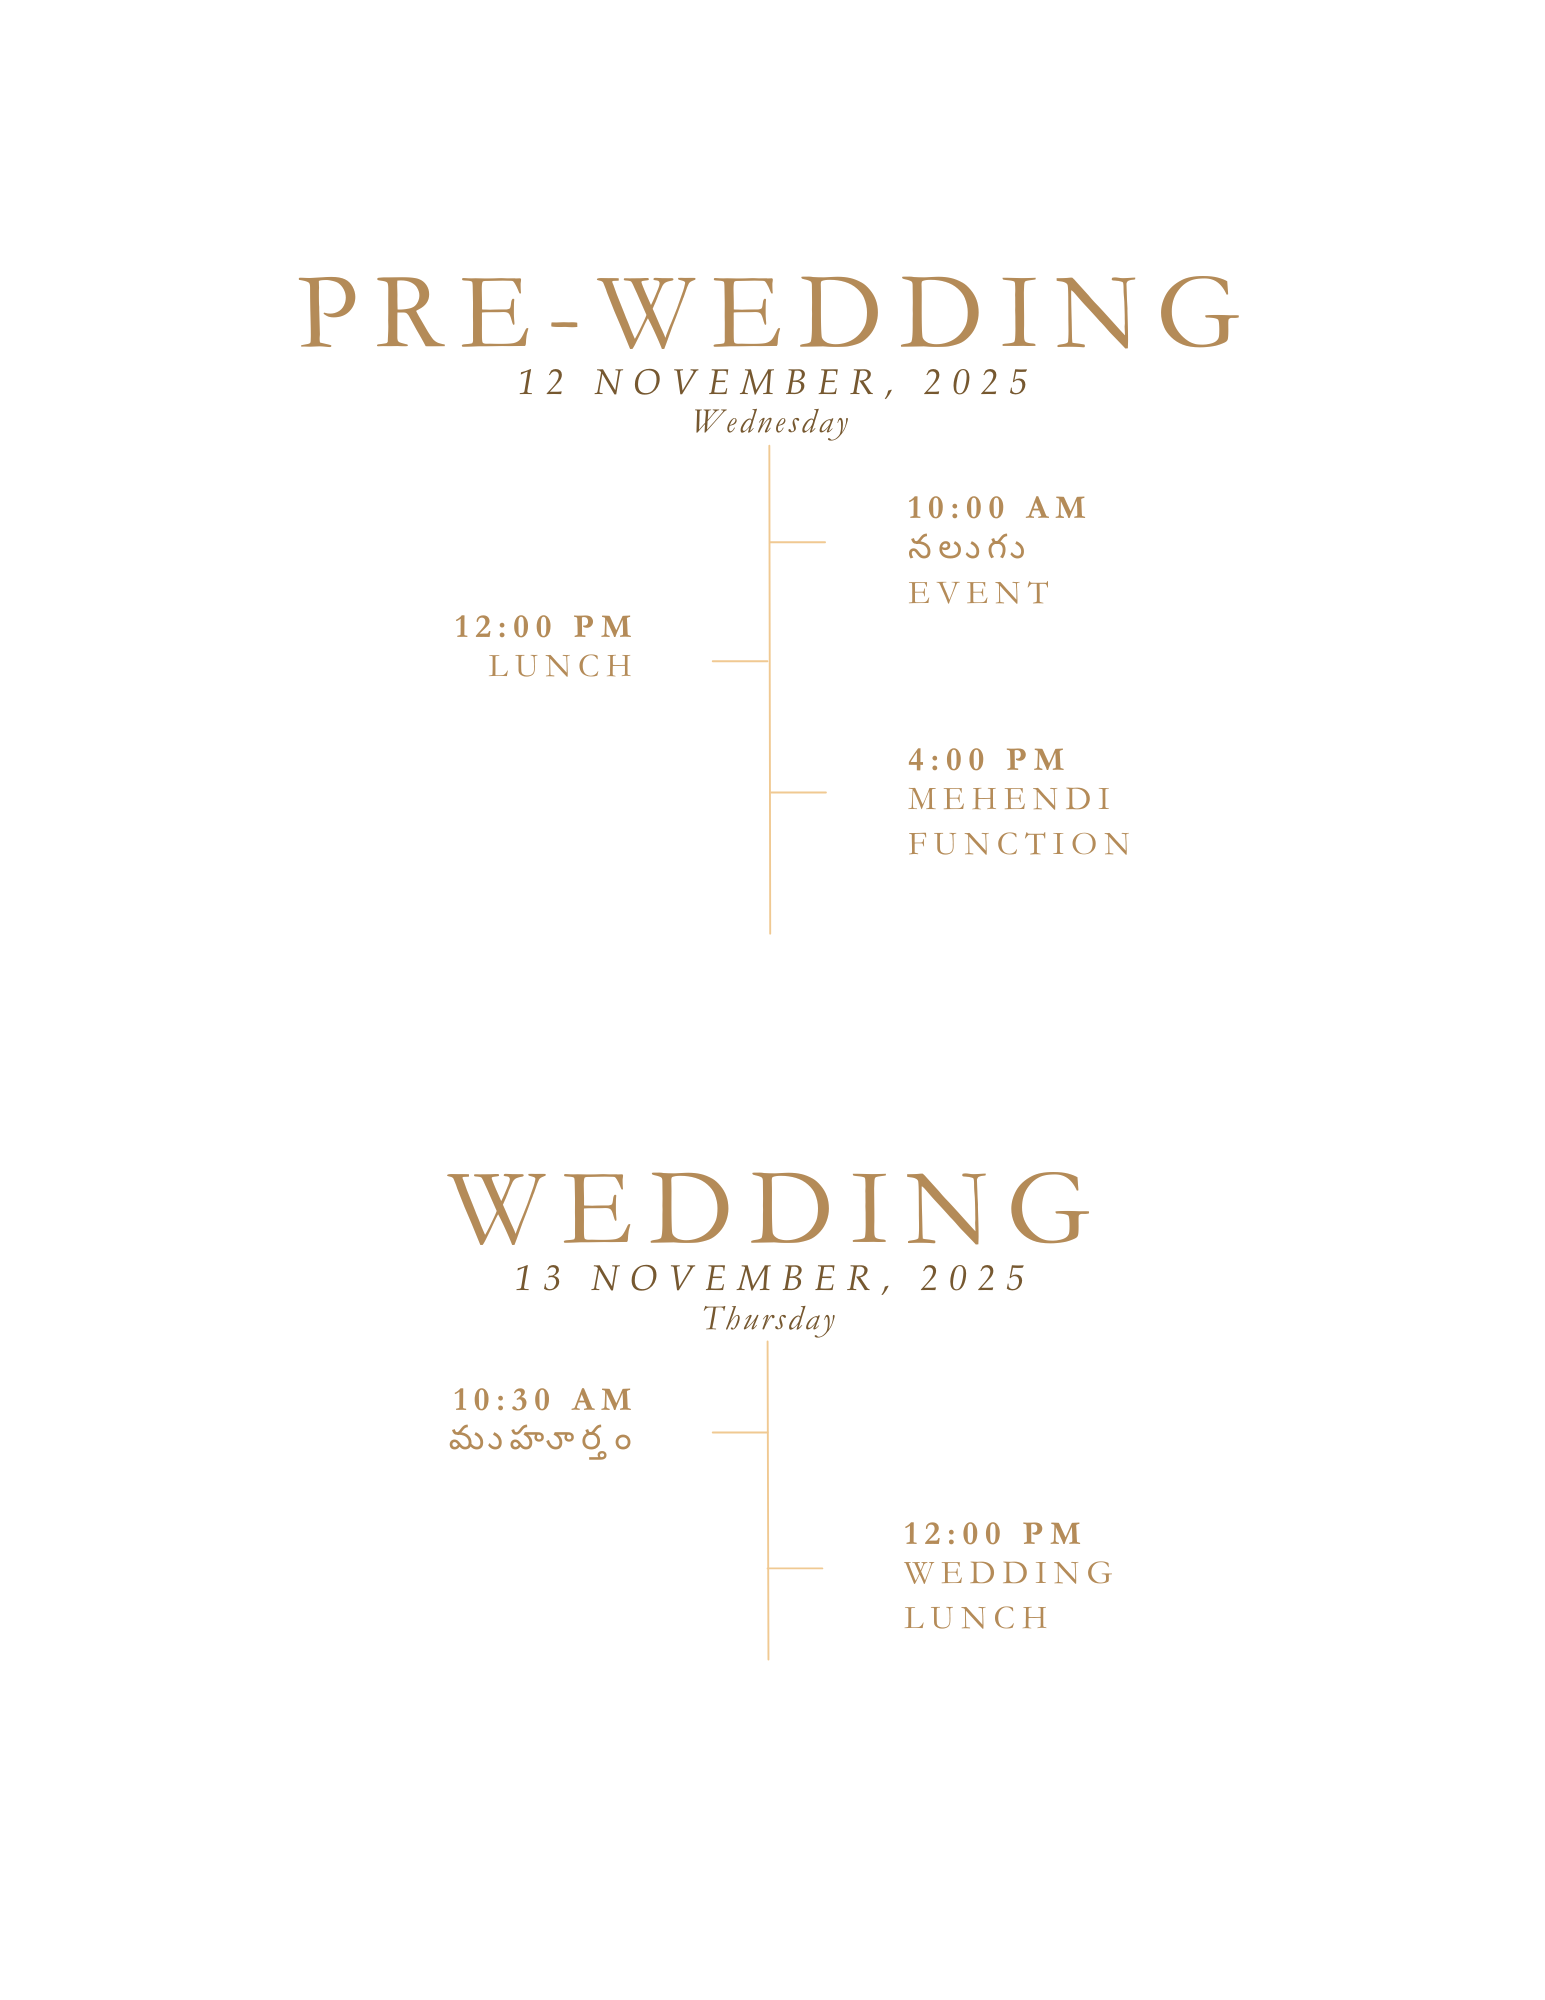 PRE-WEDDING
12 NOVEMBER, 2025
Wednesday
10:00 AM
నలుగు
EVENT
12:00 PM
LUNCH
4:00 PM
MEHENDI
FUNCTION
WEDDING
13 NOVEMBER, 2025
Thursday
10:30 AM
ముహూర్తం
12:00 PM
WEDDING
LUNCH